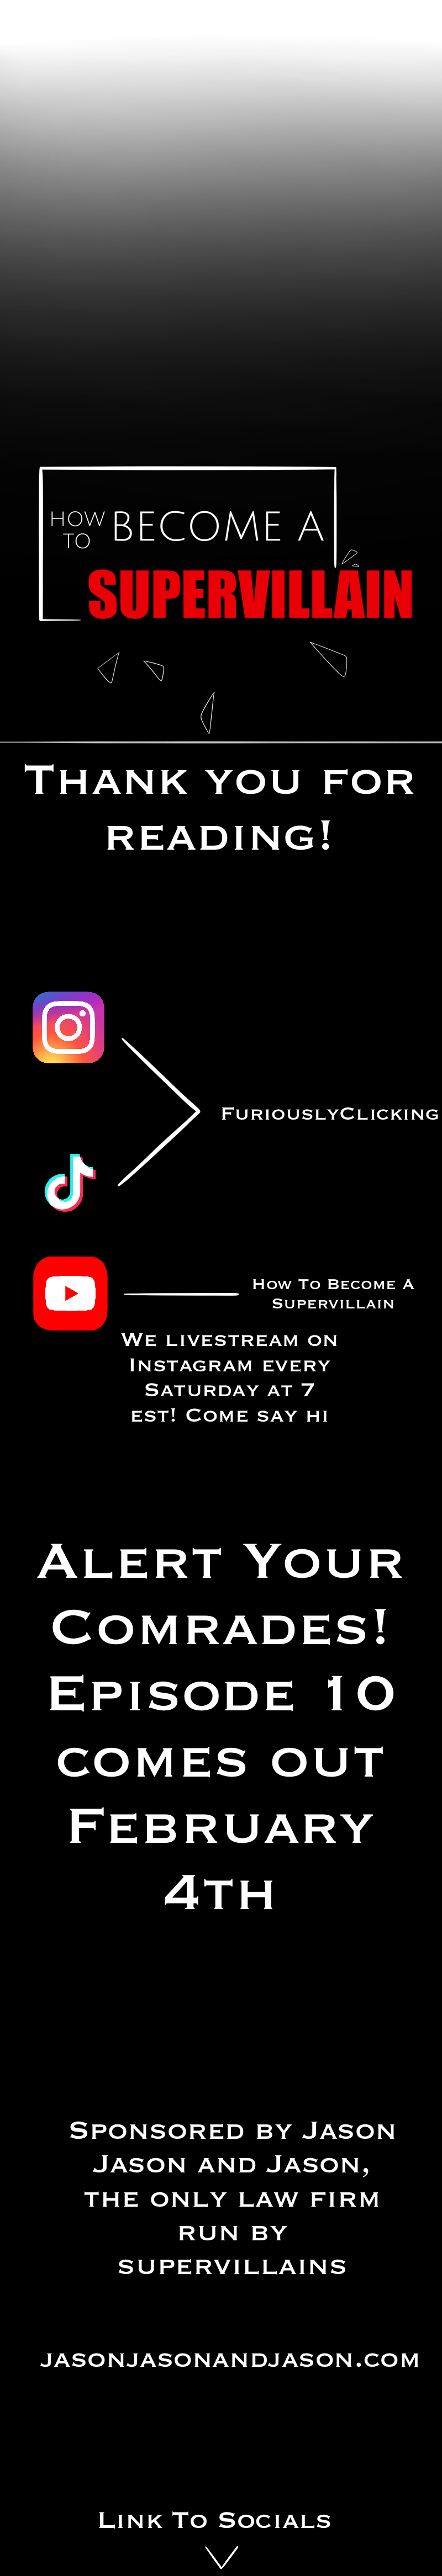 HOW
TO
BECOME A
SUPERVILLAIN
Thank you for
reading!
FuriouslyClicking
How To Become A
Supervillain
We livestream on
Instagram every
Saturday at 7
est! Come say hi
Alert Your
Comrades!
Episode 10
comes out
February
4th
Sponsored by Jason
Jason and Jason,
the only law firm
run by
supervillains
jasonjasonandjason.com
Link To Socials